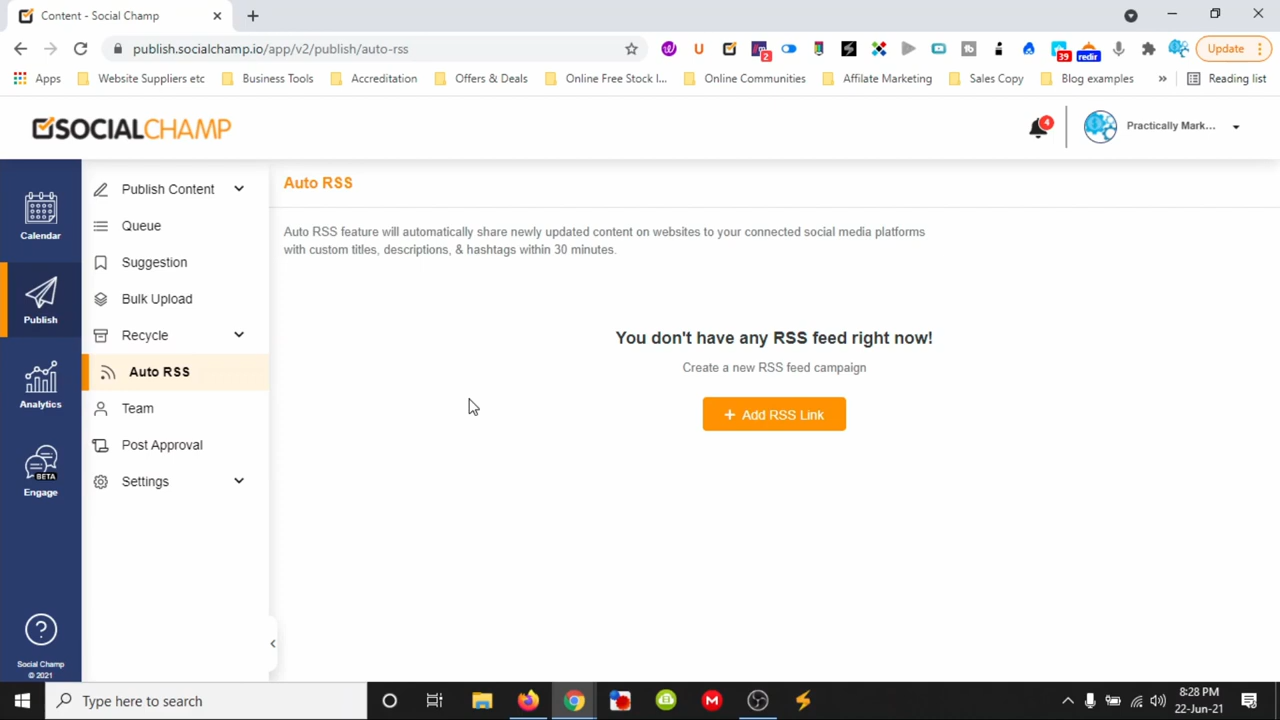 Content - Social Champ
publish.socialchamp.io/app/v2/publish/auto-rss
U
2
39
redir
Update
Apps
Website Suppliers etc
Business Tools
Accreditation
Offers & Deals
Online Free Stock I...
Online Communities
Affilate Marketing
Sales Copy
Blog examples
»
Reading list
SOCIALCHAMP
4
Practically Mark...
Calendar
Publish
Analytics
BETA
Engage
?
Social Champ
© 2021
Publish Content
Queue
Suggestion
Bulk Upload
Recycle
Auto RSS
Team
Post Approval
Settings
Auto RSS
Auto RSS feature will automatically share newly updated content on websites to your connected social media platforms
with custom titles, descriptions, & hashtags within 30 minutes.
You don't have any RSS feed right now!
Create a new RSS feed campaign
+ Add RSS Link
Type here to search
M
8:28 PM
22-Jun-21